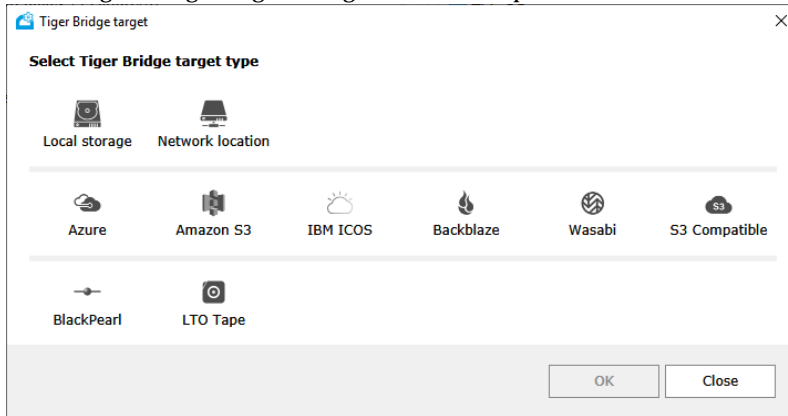 Tiger Bridge target
Select Tiger Bridge target type
Local storage Network location
S3
Azure Amazon S3 IBM ICOS Backblaze Wasabi S3 Compatible
BlackPearl LTO Tape
OK Close